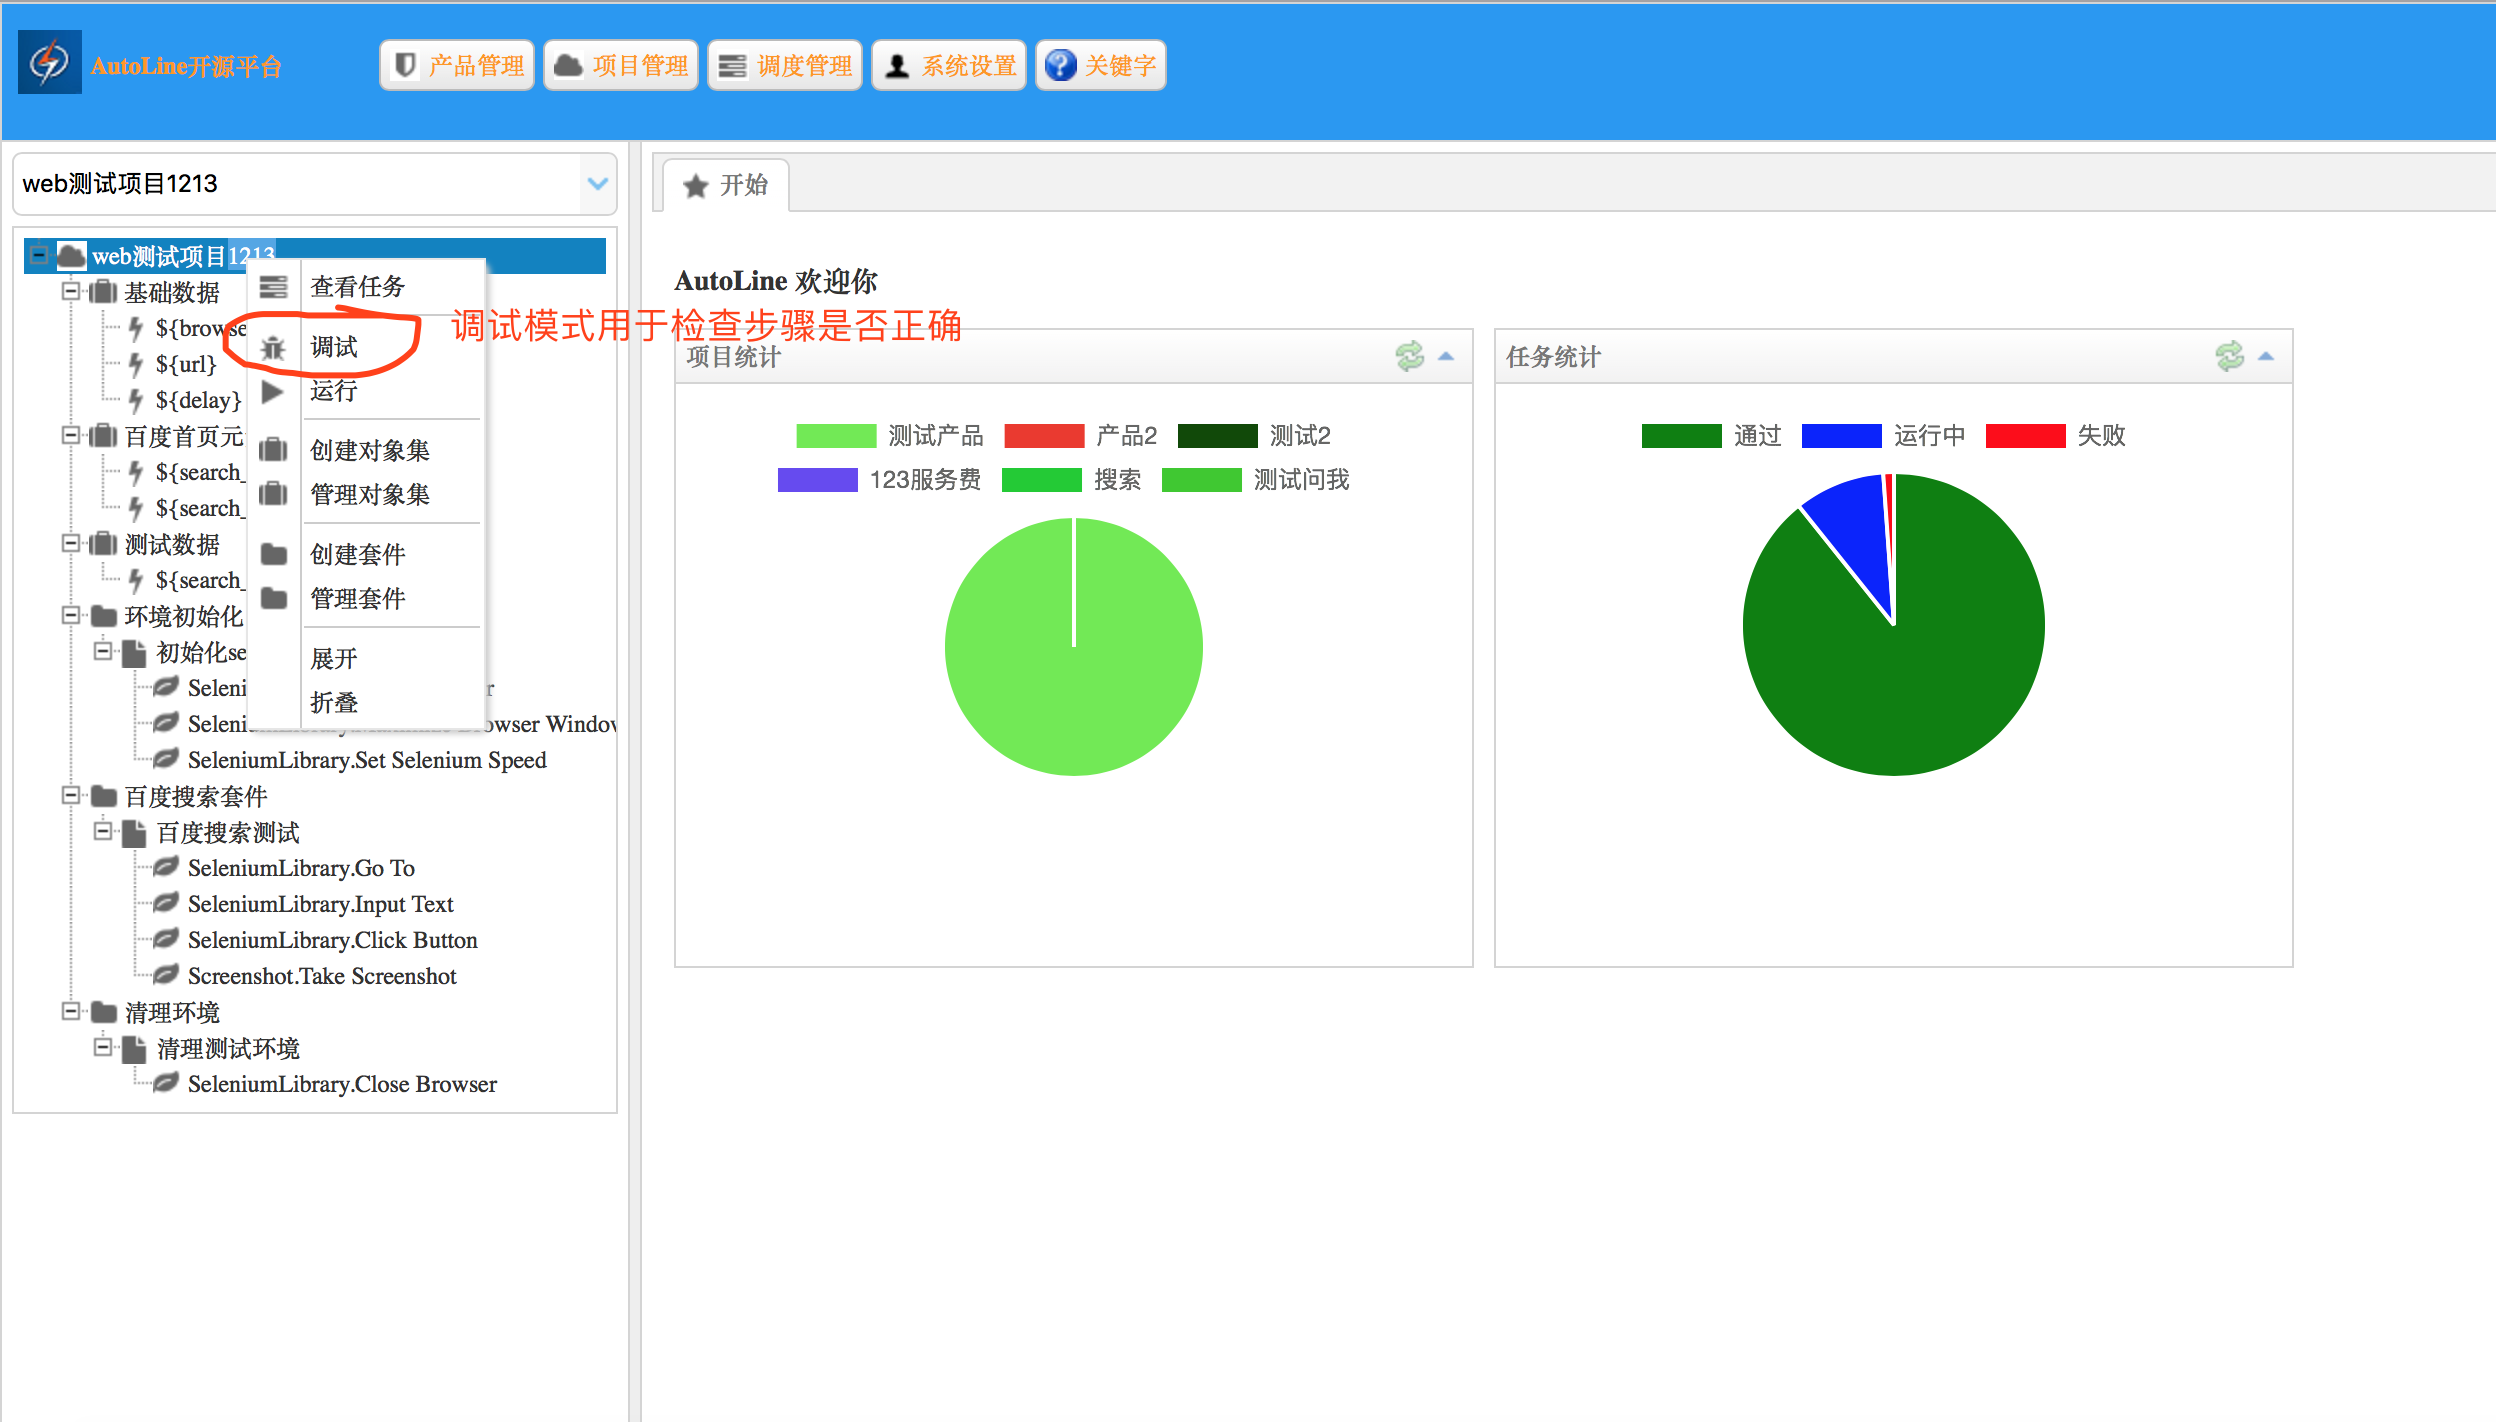 AutoLine开源平台
产品管理
项目管理
调度管理
系统设置
关键字
web测试项目1213
web测试项目1213
基础数据
${browse
${url}
${delay}
百度首页元
${search_
${search_
测试数据
${search_
环境初始化
初始化se
Seleni
r
Seleni
owser Window
SeleniumLibrary.Set Selenium Speed
百度搜索套件
百度搜索测试
SeleniumLibrary.Go To
SeleniumLibrary.Input Text
SeleniumLibrary.Click Button
Screenshot.Take Screenshot
清理环境
清理测试环境
SeleniumLibrary.Close Browser
查看任务
调试
运行
创建对象集
管理对象集
创建套件
管理套件
展开
折叠
调试模式用于检查步骤是否正确
开始
AutoLine 欢迎你
项目统计
测试产品 产品2 测试2
123服务费 搜索 测试问我
任务统计
通过 运行中 失败